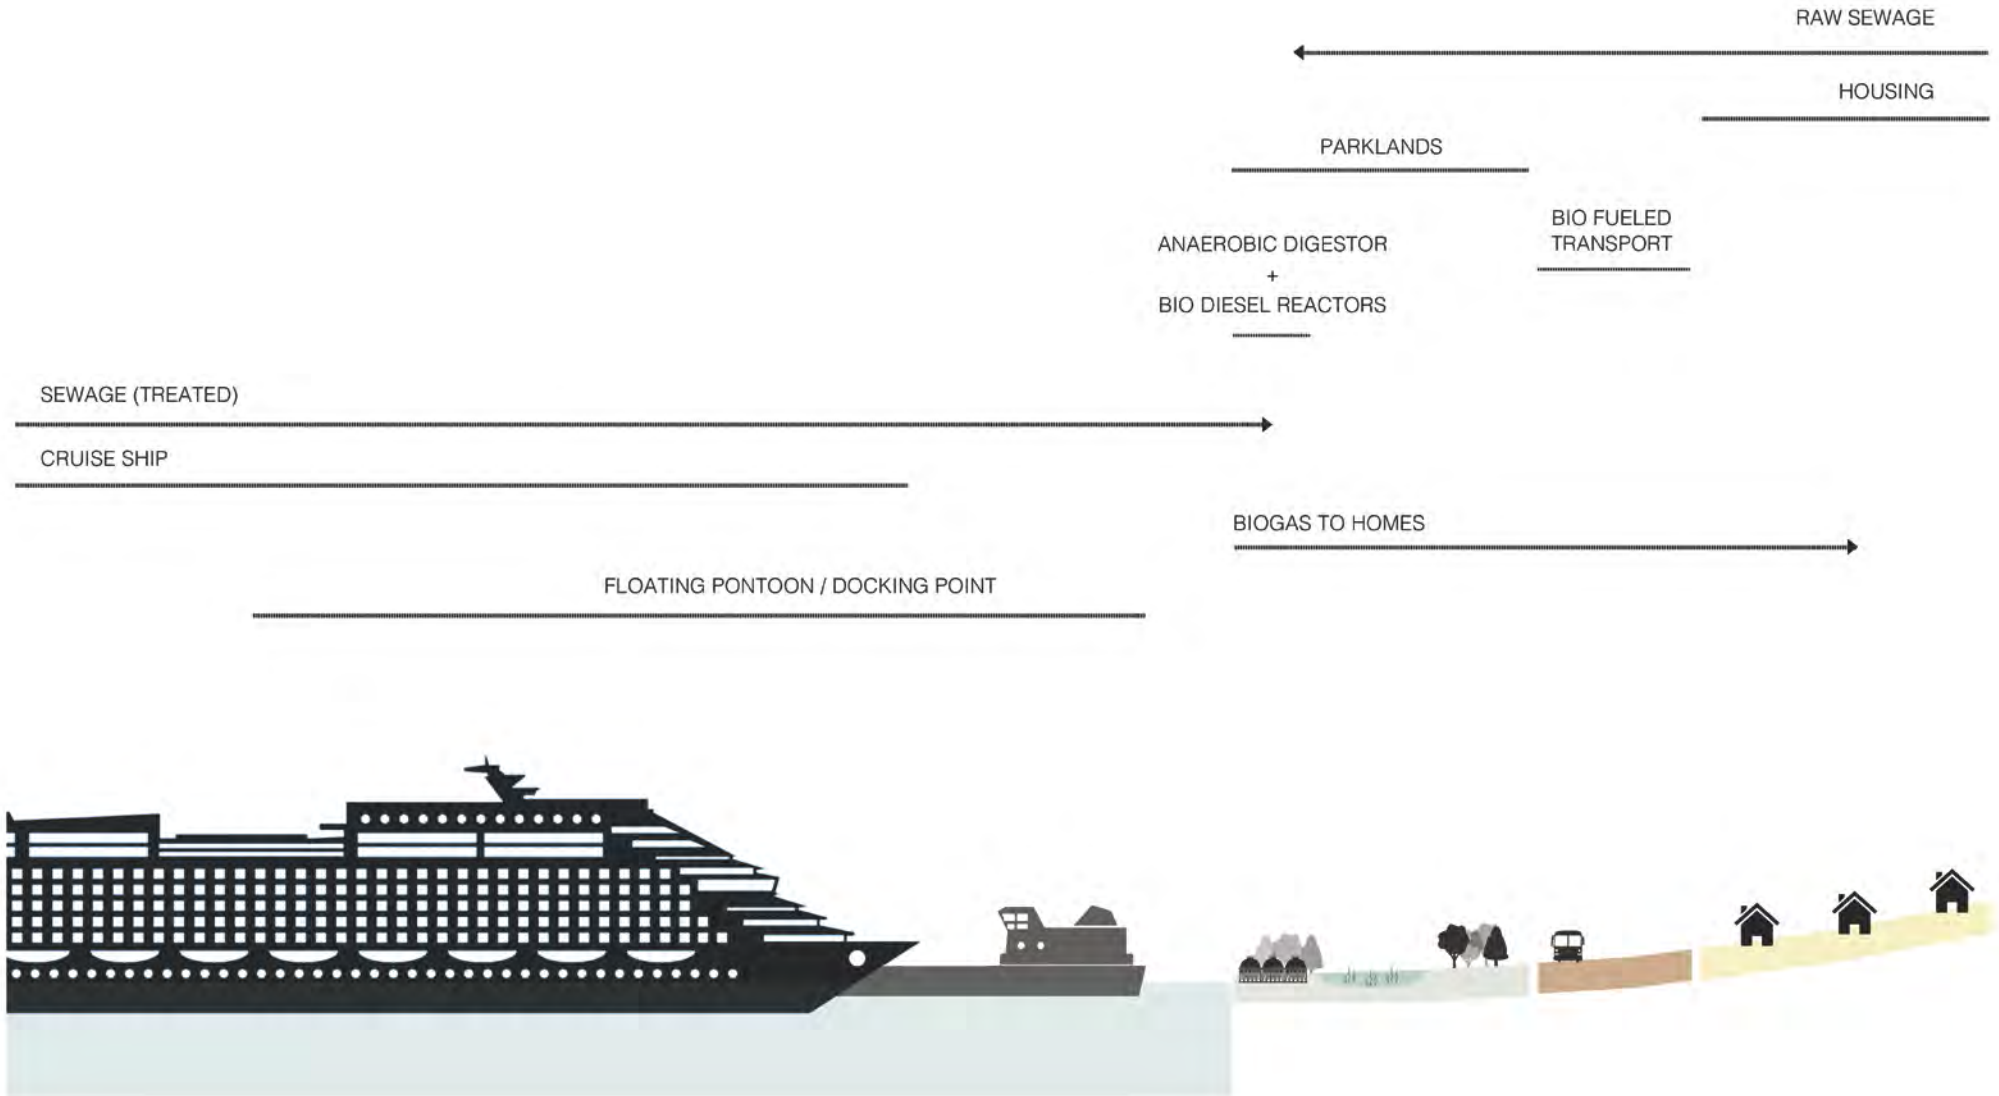 RAW SEWAGE
HOUSING
PARKLANDS
BIO FUELED
TRANSPORT
ANAEROBIC DIGESTOR
+
BIO DIESEL REACTORS
SEWAGE (TREATED)
CRUISE SHIP
BIOGAS TO HOMES
FLOATING PONTOON / DOCKING POINT